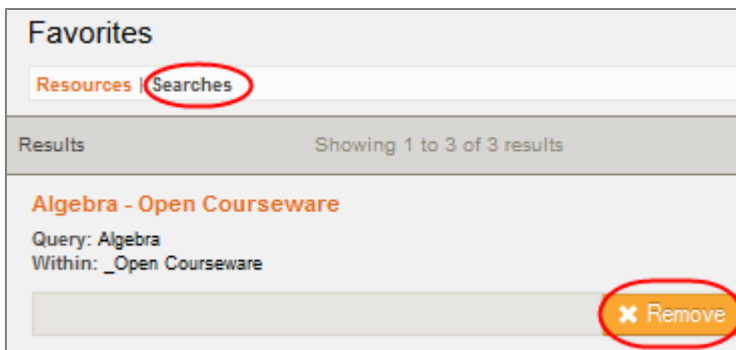 Favorites
Resources | Searches
Results Showing 1 to 3 of 3 results
Algebra - Open Courseware
Query: Algebra
Within: _Open Courseware
✖ Remove